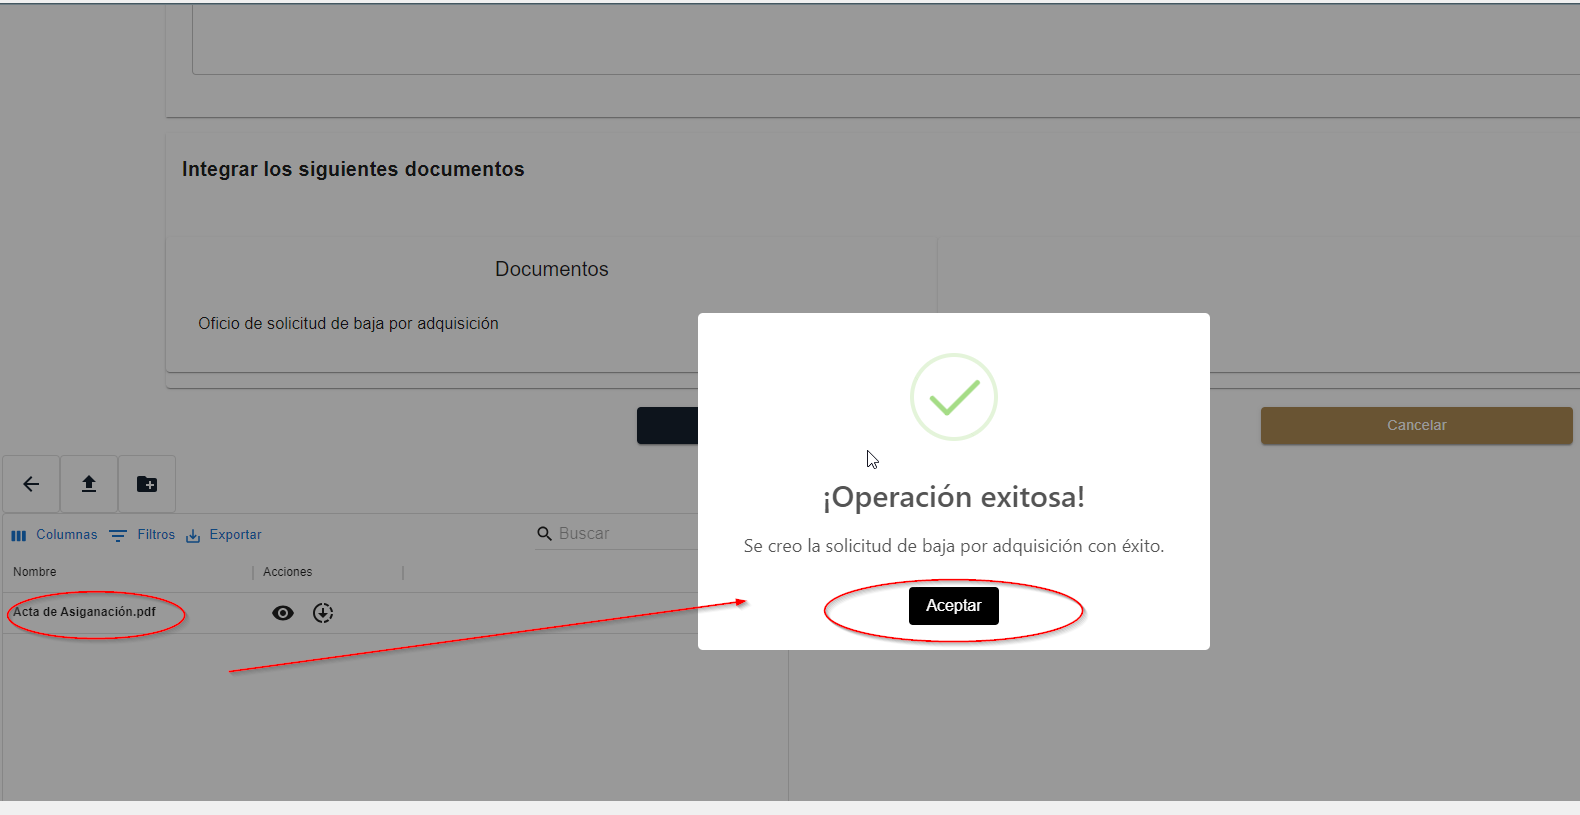 Integrar los siguientes documentos
Documentos
Oficio de solicitud de baja por adquisición
Cancelar
¡Operación exitosa!
Se creo la solicitud de baja por adquisición con éxito.
Aceptar
Columnas Filtros Exportar Buscar
Nombre Acciones
Acta de Asiganación.pdf